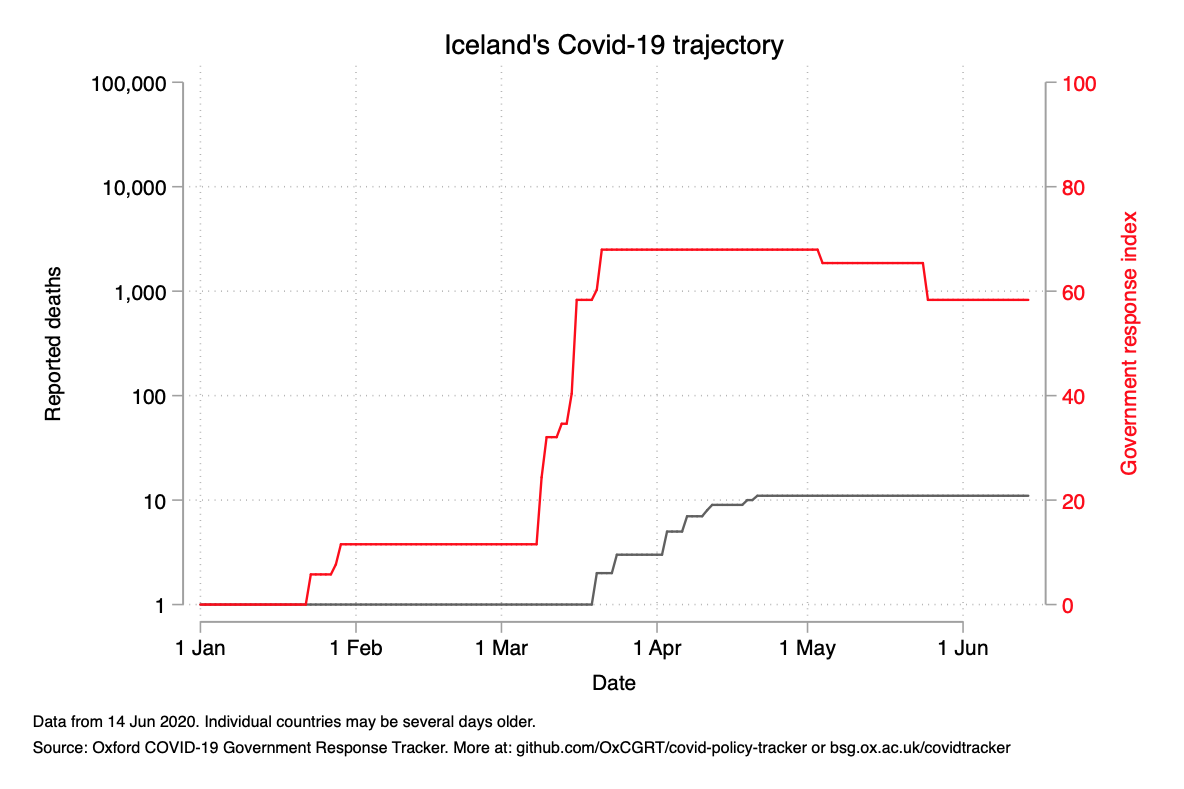 Iceland's Covid-19 trajectory
100,000
10,000
1,000
100
10
1
Reported deaths
100
80
60
40
20
0
Government response index
1 Jan 1 Feb 1 Mar 1 Apr 1 May 1 Jun
Date
Data from 14 Jun 2020. Individual countries may be several days older.
Source: Oxford COVID-19 Government Response Tracker. More at: github.com/OxCGRT/covid-policy-tracker or bsg.ox.ac.uk/covidtracker